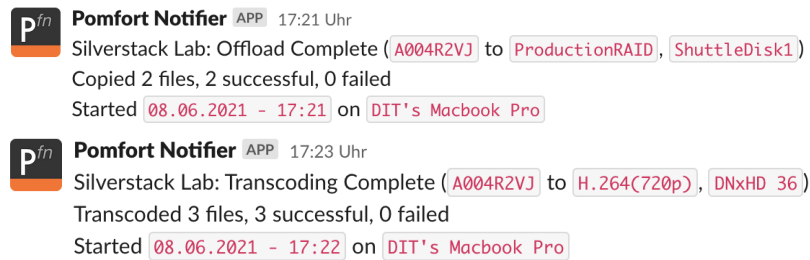 Pfn
Pomfort Notifier APP 17:21 Uhr
Silverstack Lab: Offload Complete (A004R2VJ to ProductionRAID, ShuttleDisk1)
Copied 2 files, 2 successful, 0 failed
Started 08.06.2021 - 17:21 on DIT's Macbook Pro
Pfn
Pomfort Notifier APP 17:23 Uhr
Silverstack Lab: Transcoding Complete (A004R2VJ to H.264(720p), DNxHD 36)
Transcoded 3 files, 3 successful, 0 failed
Started 08.06.2021 - 17:22 on DIT's Macbook Pro